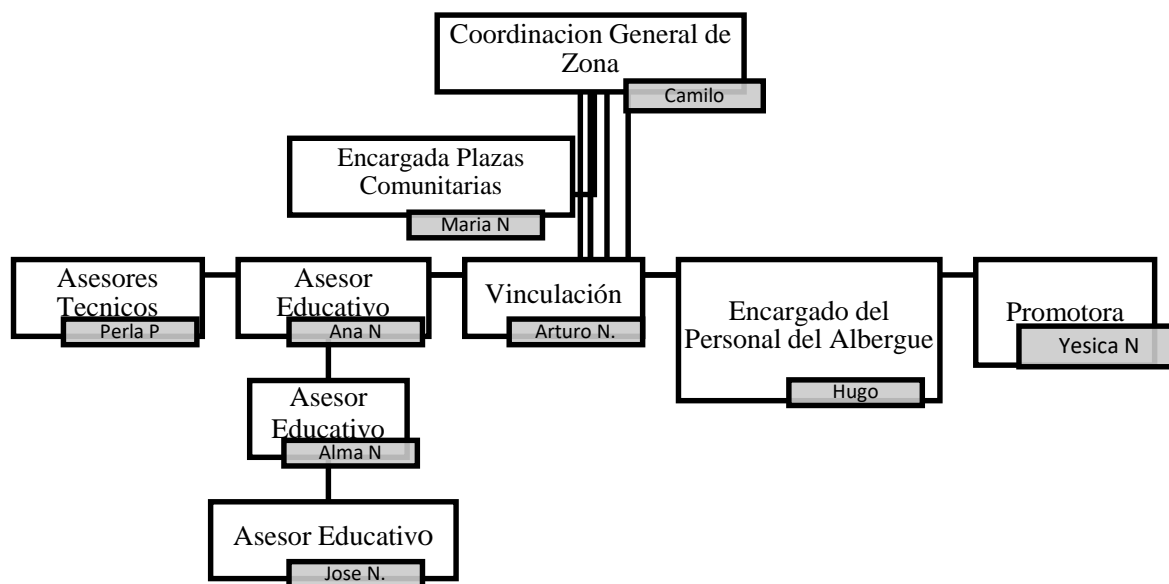 Coordinacion General de
Zona
Camilo
Encargada Plazas
Comunitarias
Maria N
Asesores
Tecnicos
Perla P
Asesor
Educativo
Ana N
Vinculación
Arturo N.
Encargado del
Personal del Albergue
Hugo
Promotora
Yesica N
Asesor
Educativo
Alma N
Asesor Educativo
Jose N.